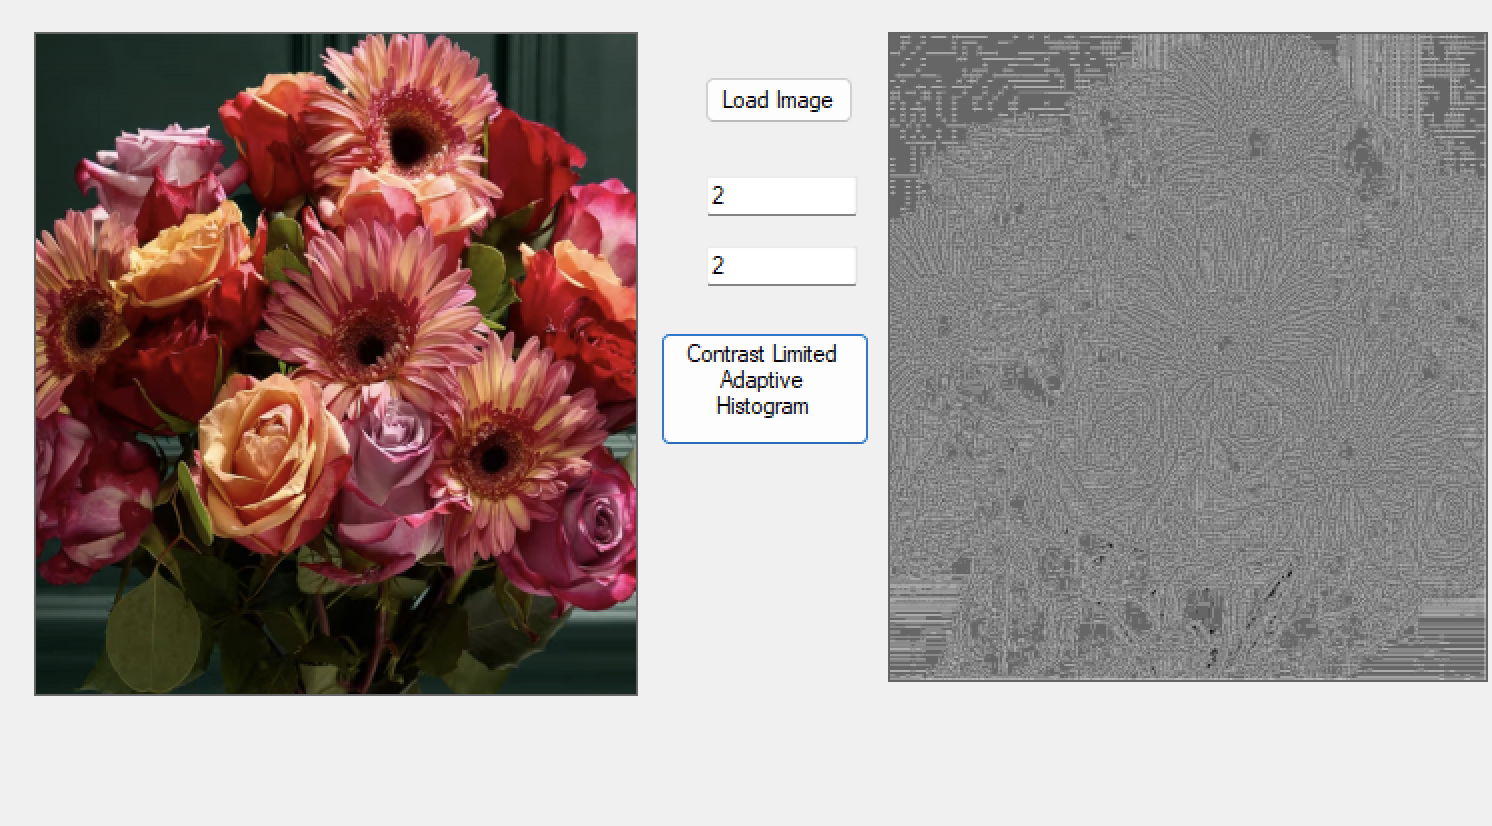 Load Image
2
2
Contrast Limited
Adaptive
Histogram